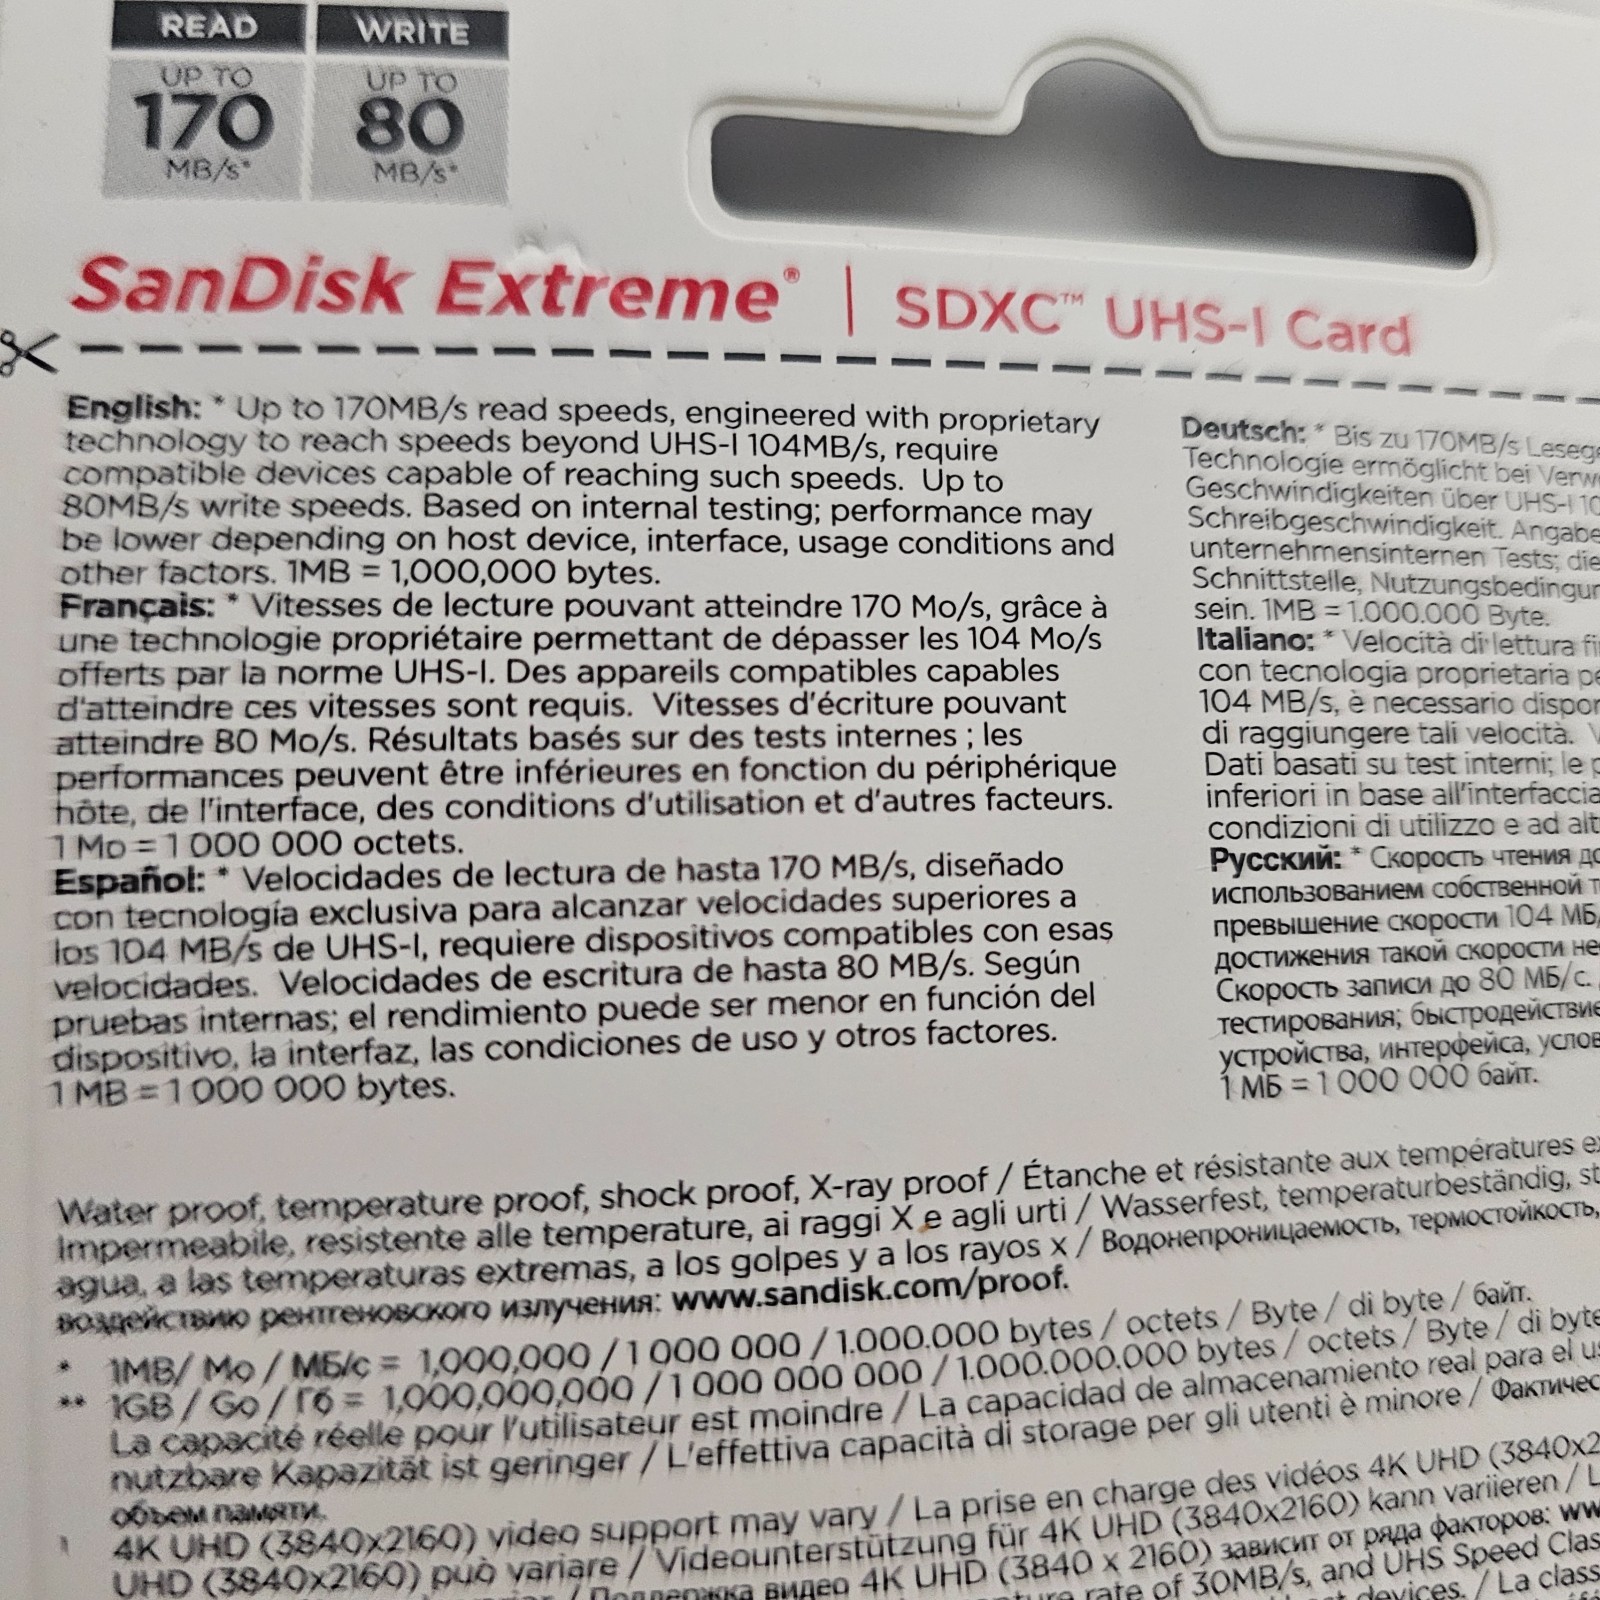 READ WRITE
UP TO UP TO
170 80
MB/s* MB/s*
SanDisk Extreme® | SDXC™ UHS-I Card
English: * Up to 170MB/s read speeds, engineered with proprietary
technology to reach speeds beyond UHS-I 104MB/s, require
compatible devices capable of reaching such speeds.  Up to
80MB/s write speeds. Based on internal testing; performance may
be lower depending on host device, interface, usage conditions and
other factors. 1MB = 1,000,000 bytes.
Français: * Vitesses de lecture pouvant atteindre 170 Mo/s, grâce à
une technologie propriétaire permettant de dépasser les 104 Mo/s
offerts par la norme UHS-I. Des appareils compatibles capables
d'atteindre ces vitesses sont requis.  Vitesses d'écriture pouvant
atteindre 80 Mo/s. Résultats basés sur des tests internes ; les
performances peuvent être inférieures en fonction du périphérique
hôte, de l'interface, des conditions d'utilisation et d'autres facteurs.
1 Mo = 1 000 000 octets.
Español: * Velocidades de lectura de hasta 170 MB/s, diseñado
con tecnología exclusiva para alcanzar velocidades superiores a
los 104 MB/s de UHS-I, requiere dispositivos compatibles con esas
velocidades.  Velocidades de escritura de hasta 80 MB/s. Según
pruebas internas; el rendimiento puede ser menor en función del
dispositivo, la interfaz, las condiciones de uso y otros factores.
1 MB = 1 000 000 bytes.
Deutsch: * Bis zu 170MB/s
Technologie ermöglicht bei
Geschwindigkeiten über UHS-I
Schreibgeschwindigkeit.
unternehmensinternen Tests; die
Schnittstelle,
sein. 1MB = 1.000.000 Byte.
Italiano: * Velocità di lettura
con tecnologia proprietaria
104 MB/s, è necessario
di raggiungere tali velocità.
Dati basati su test interni; le
inferiori in base all'interfaccia
condizioni di utilizzo e ad
Русский: * Скорость чтения
использованием собственной
превышение скорости 104
достижения такой скорости
Скорость записи до 80 МБ/с.
тестирования; быстродействие
устройства, интерфейса,
1 МБ = 1 000 000 байт.
Water proof, temperature proof, shock proof, X-ray proof / Étanche et résistante aux températures
Impermeabile, resistente alle temperature, ai raggi X e agli urti / Wasserfest, temperaturbeständig,
agua, a las temperaturas extremas, a los golpes y a los rayos x / Водонепроницаемость, термостойкость,
воздействию рентгеновского излучения: www.sandisk.com/proof.
* 1MB/ Mo / МБ/с = 1,000,000 / 1 000 000 / 1.000.000 bytes / octets / Byte / di byte / байт.
** 1GB / Go / Гб = 1,000,000,000 / 1 000 000 000 / 1.000.000.000 bytes / octets / Byte / di byte
La capacité réelle pour l'utilisateur est moindre / La capacidad de almacenamiento real para el
nutzbare Kapazität ist geringer / L'effettiva capacità di storage per gli utenti è minore /
объем памяти.
4K UHD (3840x2160) video support may vary / La prise en charge des vidéos 4K UHD
UHD (3840x2160) può variare / Videounterstützung für 4K UHD (3840x2160) kann variieren /
/ Поддержка видео 4K UHD (3840 x 2160) зависит от ряда факторов:
rate of 30MB/s, and UHS Speed
devices. / La